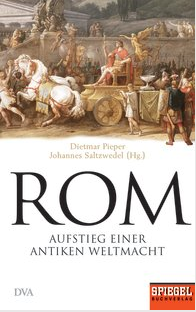 Dietmar Pieper
Johannes Saltzwedel (Hg.)
ROM
AUFSTIEG EINER
ANTIKEN WELTMACHT
DVA
SPIEGEL
BUCHVERLAG